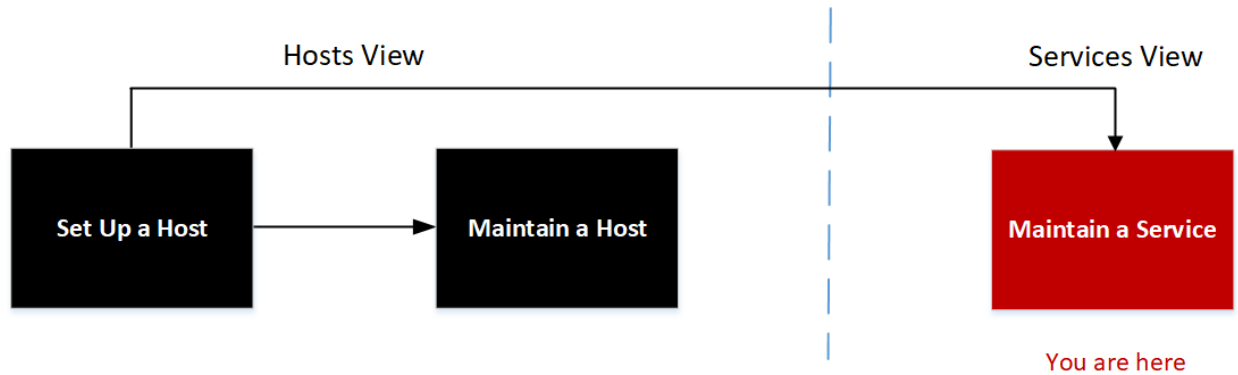 Hosts View
Services View
Set Up a Host
Maintain a Host
Maintain a Service
You are here